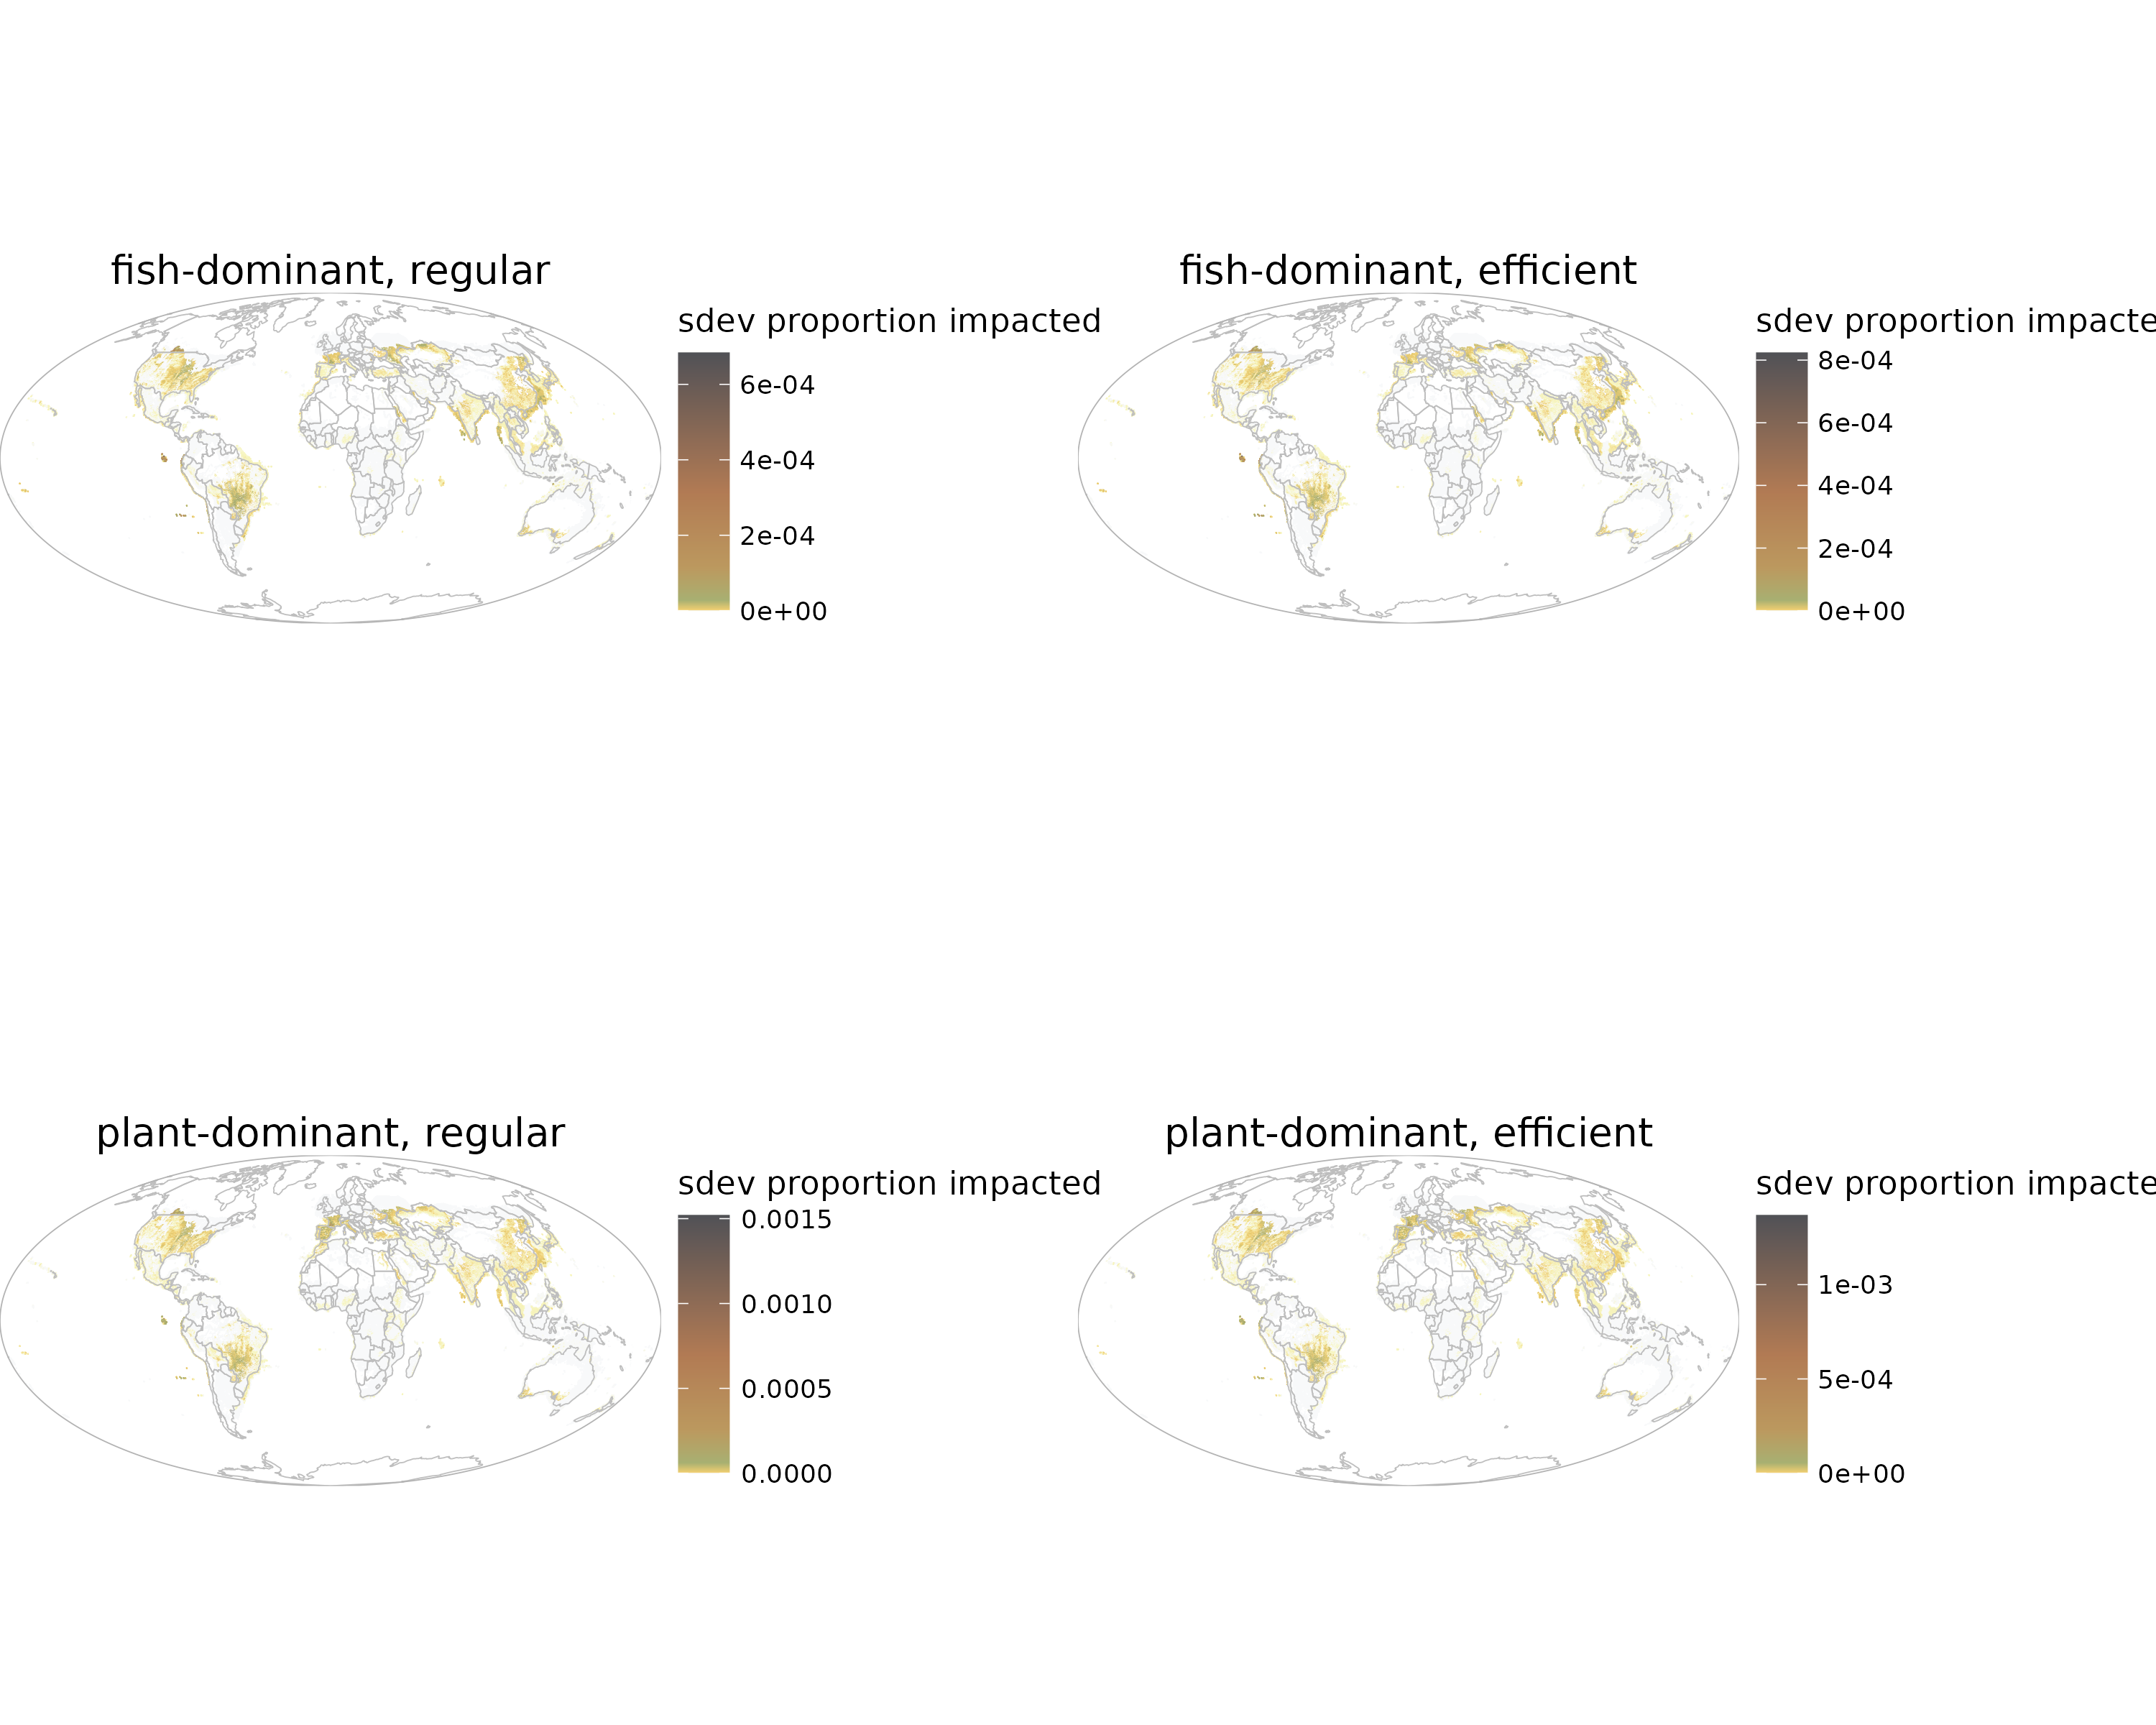 fish-dominant, regular
sdev proportion impacted
6e-04
4e-04
2e-04
0e+00
fish-dominant, efficient
sdev proportion impacte
8e-04
6e-04
4e-04
2e-04
0e+00
plant-dominant, regular
sdev proportion impacted
0.0015
0.0010
0.0005
0.0000
plant-dominant, efficient
sdev proportion impacte
1e-03
5e-04
0e+00